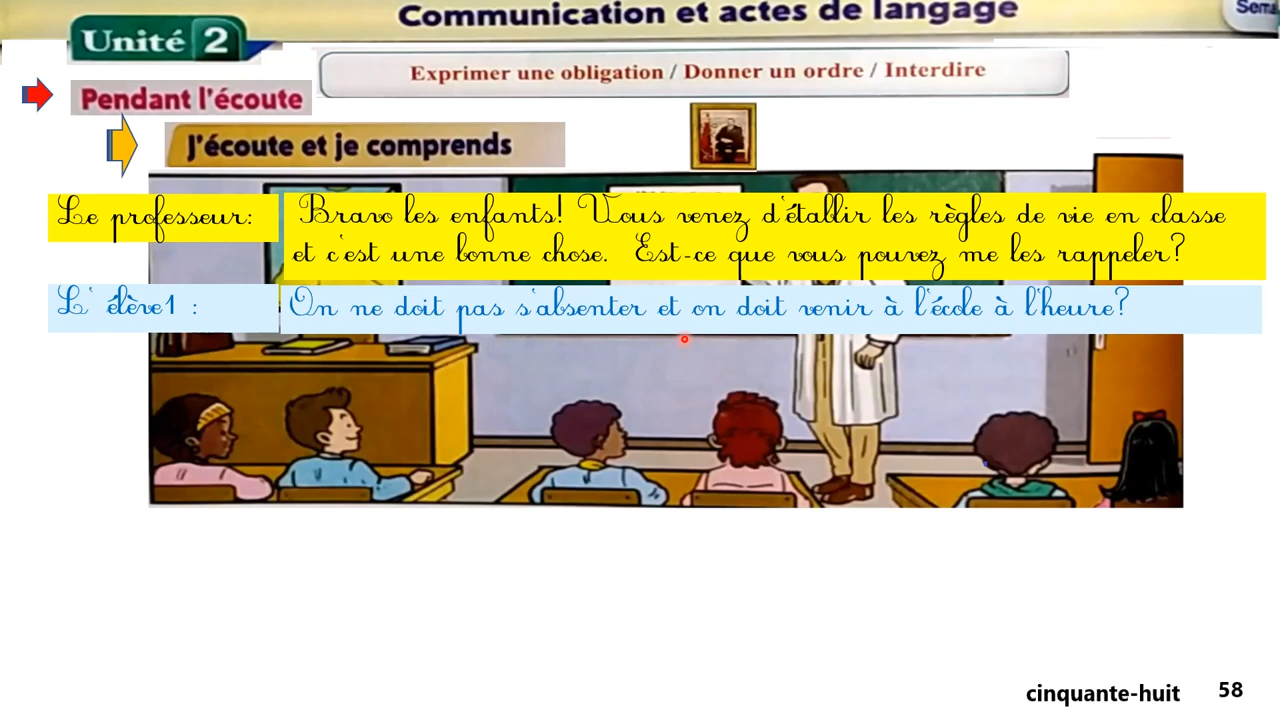 Communication et actes de langage
Sema
Unité 2
Exprimer une obligation / Donner un ordre / Interdire
Pendant l'écoute
J'écoute et je comprends
Le professeur: Bravo les enfants! Vous venez d'établir les règles de vie en classe
et c'est une bonne chose. Est-ce que vous pouvez me les rappeler?
L' élève1 : On ne doit pas s'absenter et on doit venir à l'école à l'heure?
cinquante-huit 58